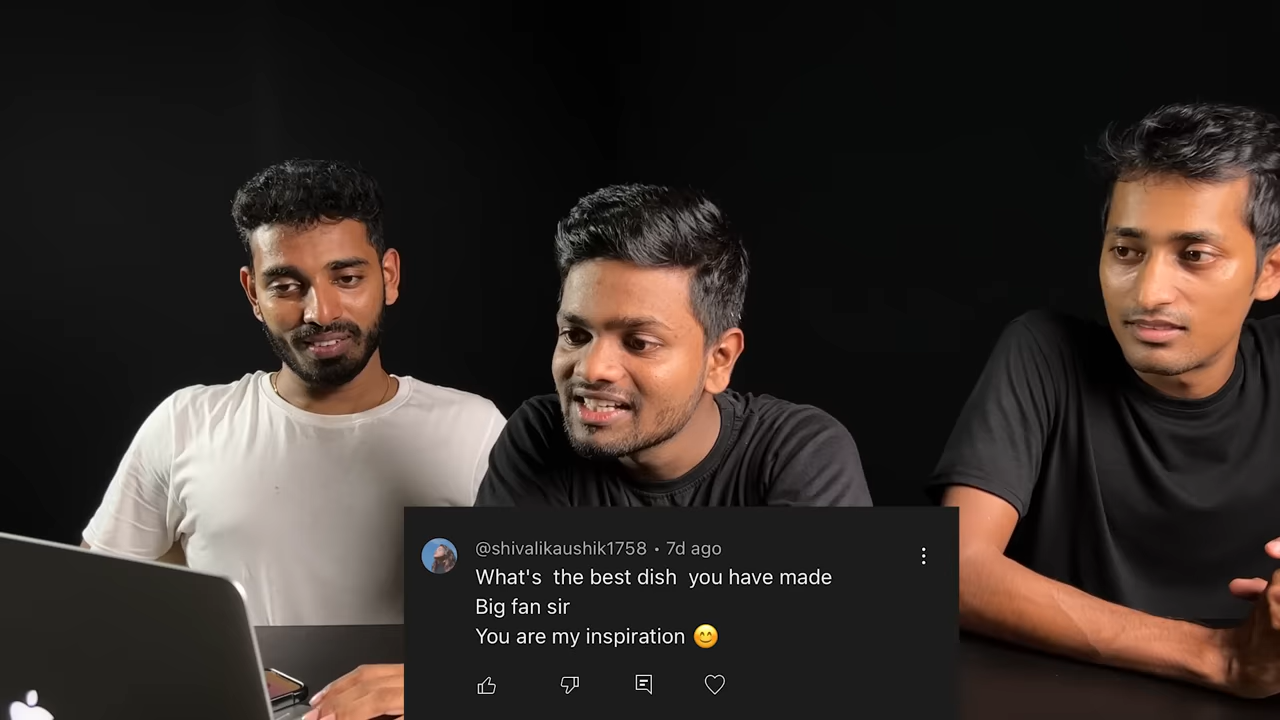 @shivalikaushik1758 • 7d ago
What's the best dish you have made
Big fan sir
You are my inspiration 😊